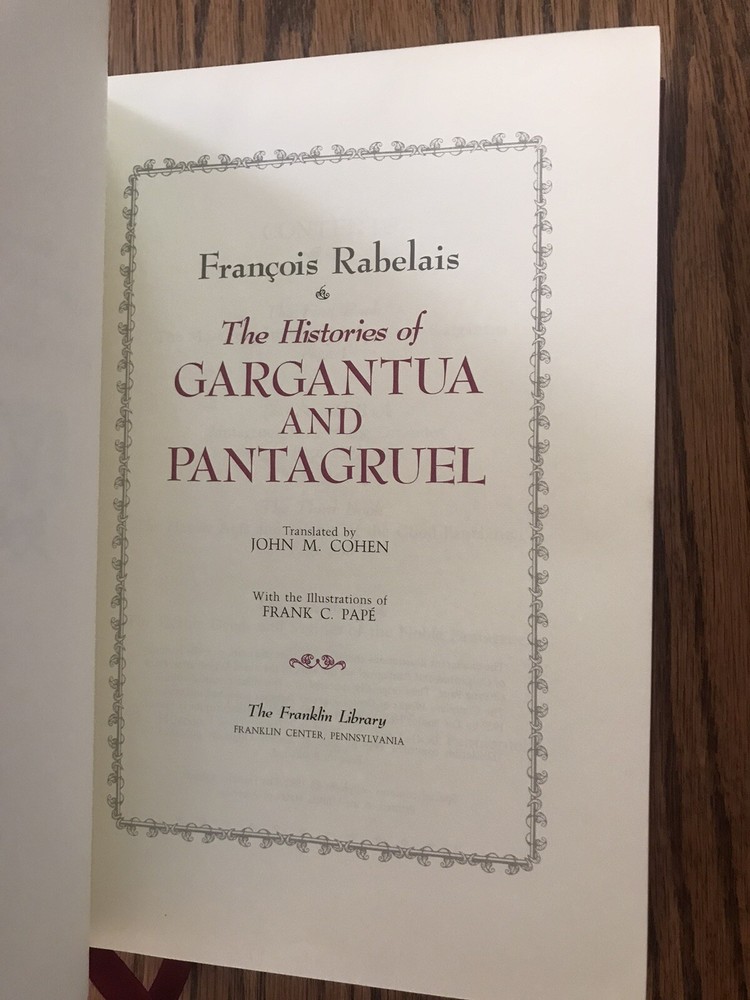 François Rabelais
The Histories of
GARGANTUA
AND
PANTAGRUEL
Translated by
JOHN M. COHEN
With the Illustrations of
FRANK C. PAPÉ
The Franklin Library
FRANKLIN CENTER, PENNSYLVANIA